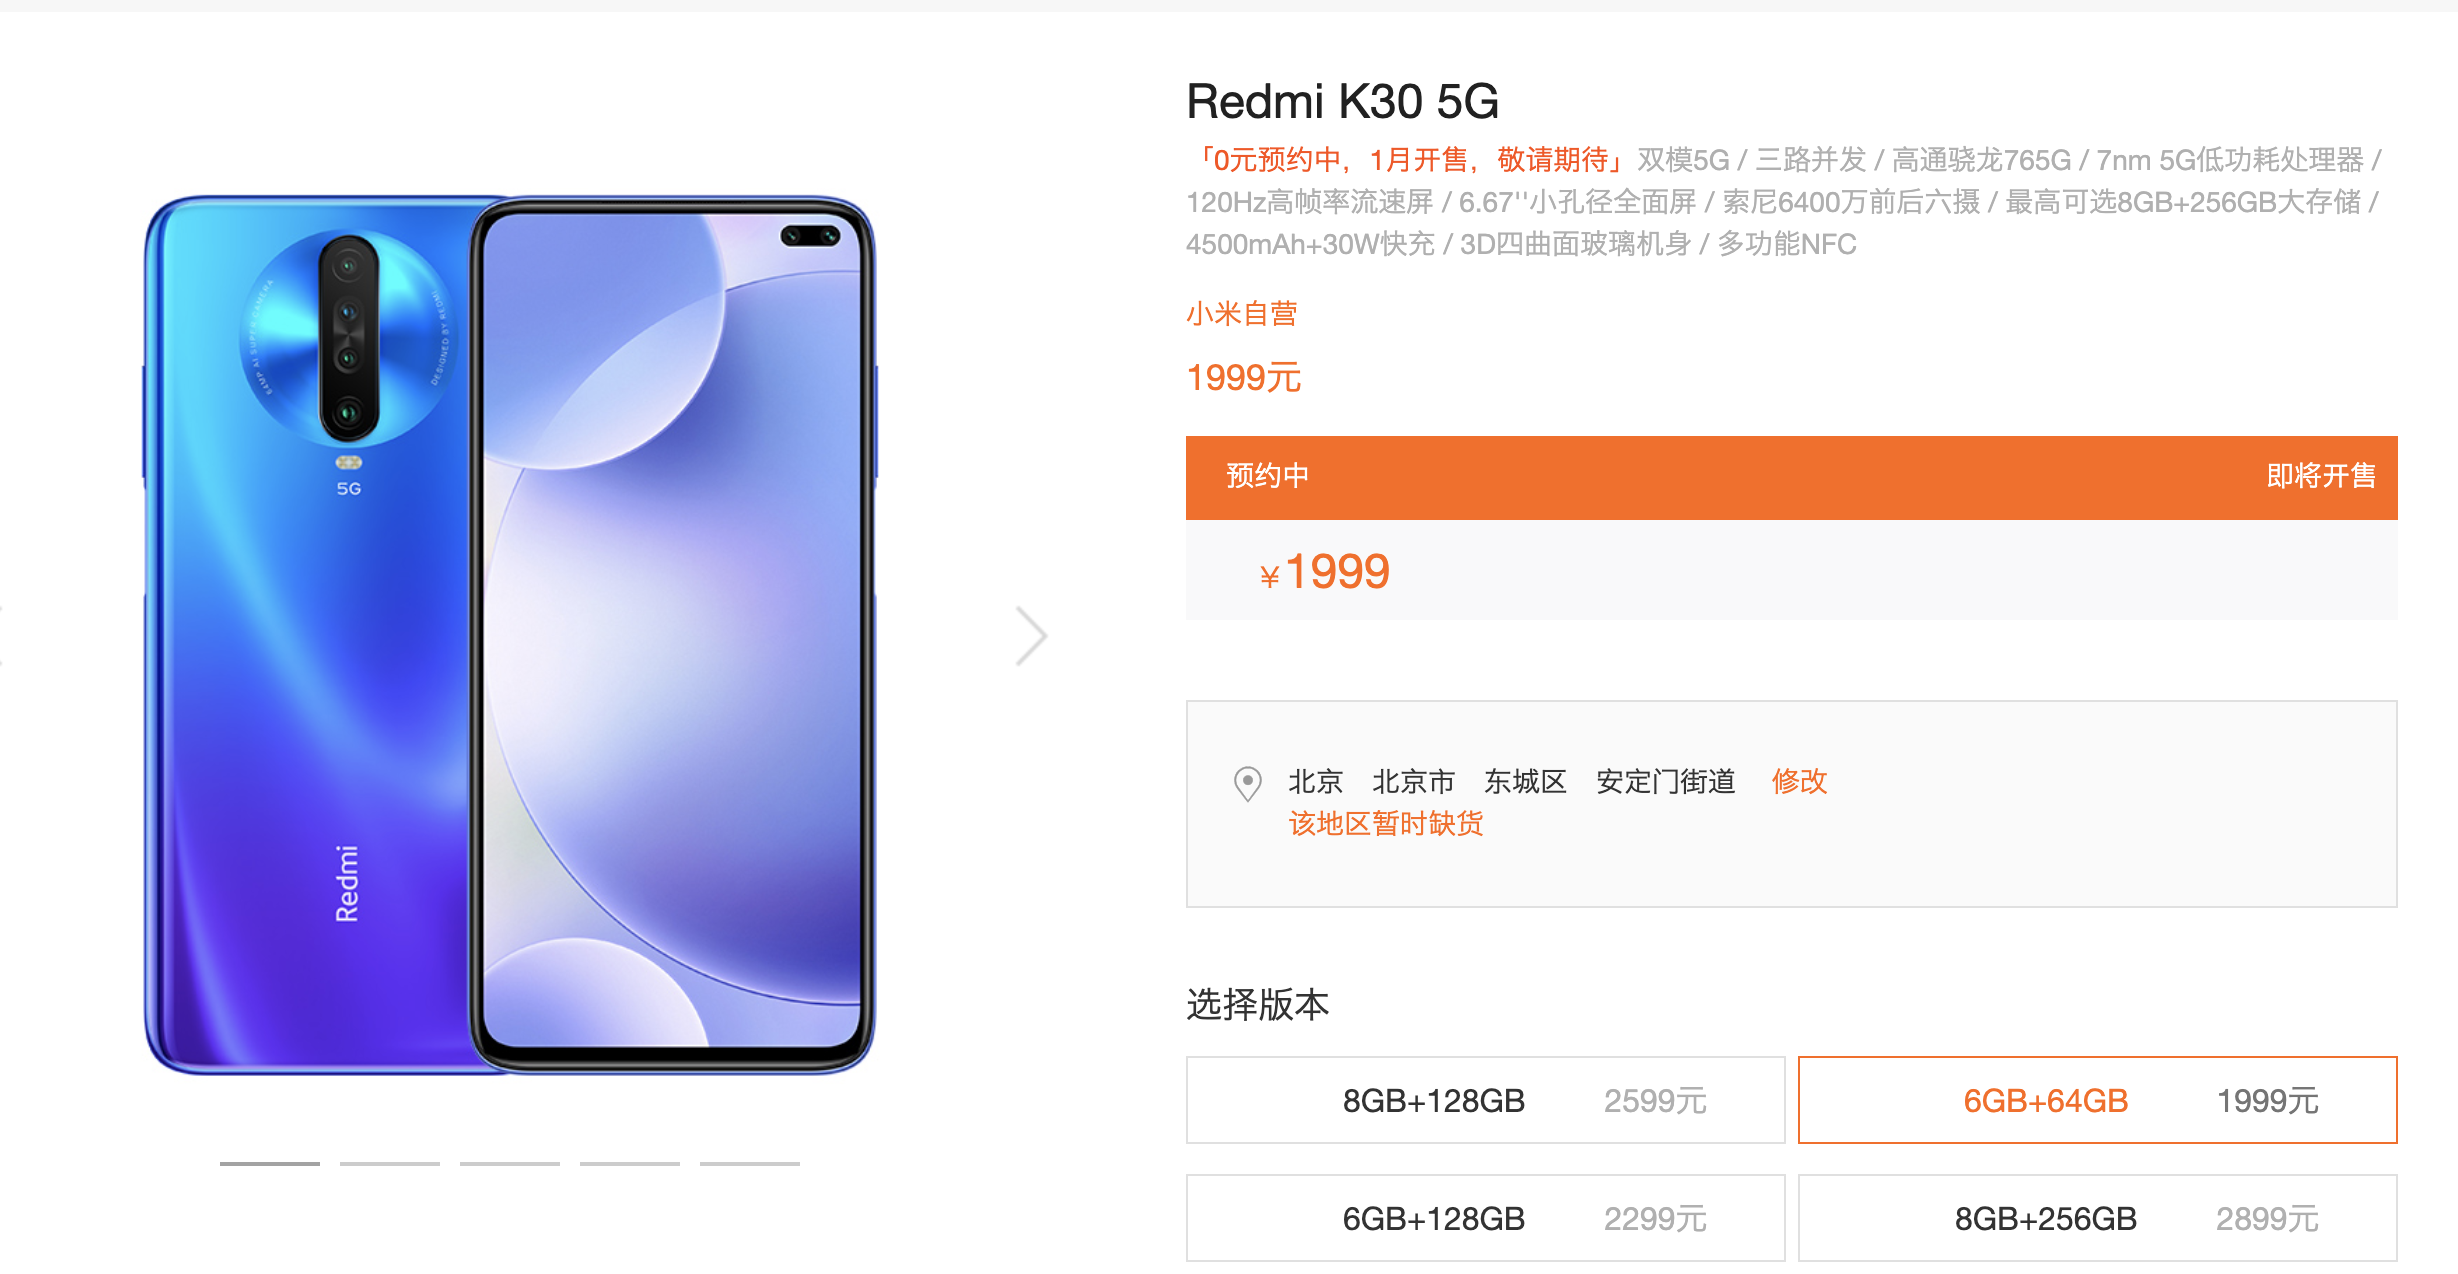 Redmi K30 5G
「0元预约中，1月开售，敬请期待」双模5G / 三路并发 / 高通骁龙765G / 7nm 5G低功耗处理器 /
120Hz高帧率流速屏 / 6.67''小孔径全面屏 / 索尼6400万前后六摄 / 最高可选8GB+256GB大存储 /
4500mAh+30W快充 / 3D四曲面玻璃机身 / 多功能NFC
小米自营
1999元
预约中 即将开售
¥1999
北京 北京市 东城区 安定门街道 修改
该地区暂时缺货
选择版本
8GB+128GB 2599元
6GB+64GB 1999元
6GB+128GB 2299元
8GB+256GB 2899元
64MP AI SUPER CAMERA
DESIGNED BY REDMI
5G
Redmi